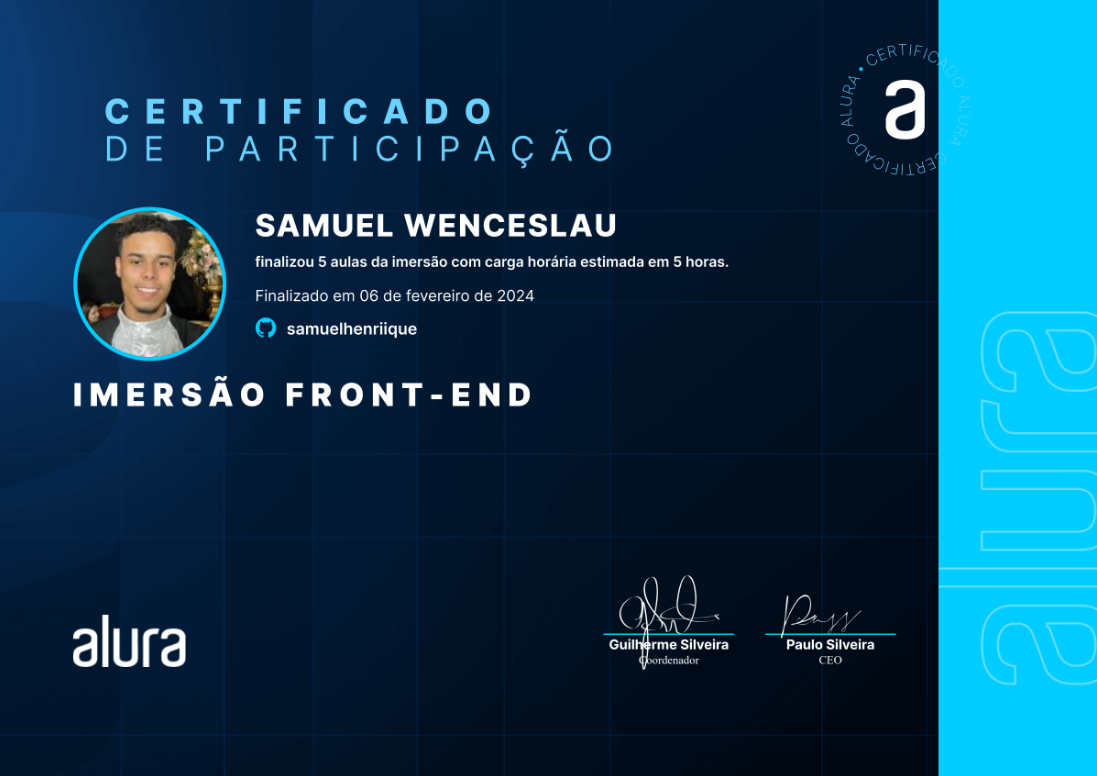 CERTIFICADO
DE PARTICIPAÇÃO
CERTIFICADO ALURA • CERTIFICADO ALURA
a
SAMUEL WENCESLAU
finalizou 5 aulas da imersão com carga horária estimada em 5 horas.
Finalizado em 06 de fevereiro de 2024
samuelhenriique
IMERSÃO FRONT-END
alura
Guilherme Silveira
Coordenador
Paulo Silveira
CEO
alura